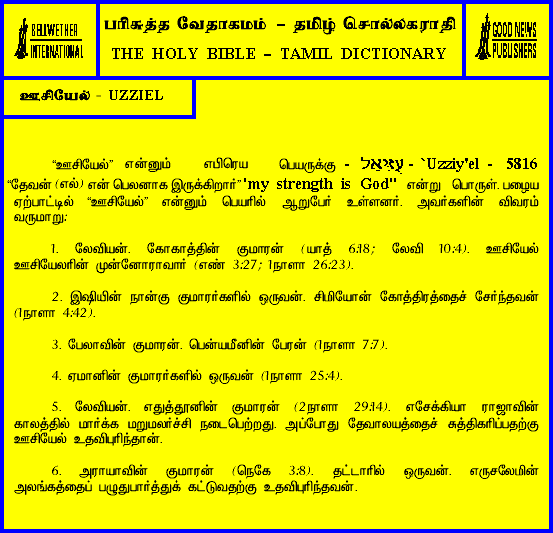 BELLWETHER
INTERNATIONAL
பரிசுத்த வேதாகமம் – தமிழ் சொல்லகராதி
THE HOLY BIBLE – TAMIL DICTIONARY
GOOD NEWS
PUBLISHERS
ஊசியேல் - UZZIEL
“ஊசியேல்” என்னும் எபிரெய பெயருக்கு - עֻזִּיאֵל - `Uzziy'el - 5816
“தேவன் (எல்) என் பெலனாக இருக்கிறார்” 'my strength is God" என்று பொருள். பழைய
ஏற்பாட்டில் “ஊசியேல்” என்னும் பெயரில் ஆறுபேர் உள்ளனர். அவர்களின் விவரம்
வருமாறு:
1. லேவியன். கோகாத்தின் குமாரன் (யாத் 6:18; லேவி 10:4). ஊசியேல்
ஊசியேலரின் முன்னோராவார் (எண் 3:27; 1நாளா 26:23).
2. இஷியின் நான்கு குமாரர்களில் ஒருவன். சிமியோன் கோத்திரத்தைச் சேர்ந்தவன்
(1நாளா 4:42).
3. பேலாவின் குமாரன். பென்யமீனின் பேரன் (1நாளா 7:7).
4. ஏமானின் குமாரர்களில் ஒருவன் (1நாளா 25:4).
5. லேவியன். எதுத்தூனின் குமாரன் (2நாளா 29:14). எசேக்கியா ராஜாவின்
காலத்தில் மார்க்க மறுமலர்ச்சி நடைபெற்றது. அப்போது தேவாலயத்தைச் சுத்திகரிப்பதற்கு
ஊசியேல் உதவிபுரிந்தான்.
6. அராயாவின் குமாரன் (நெகே 3:8). தட்டாரில் ஒருவன். எருசலேமின்
அலங்கத்தைப் பழுதுபார்த்துக் கட்டுவதற்கு உதவிபுரிந்தவன்.